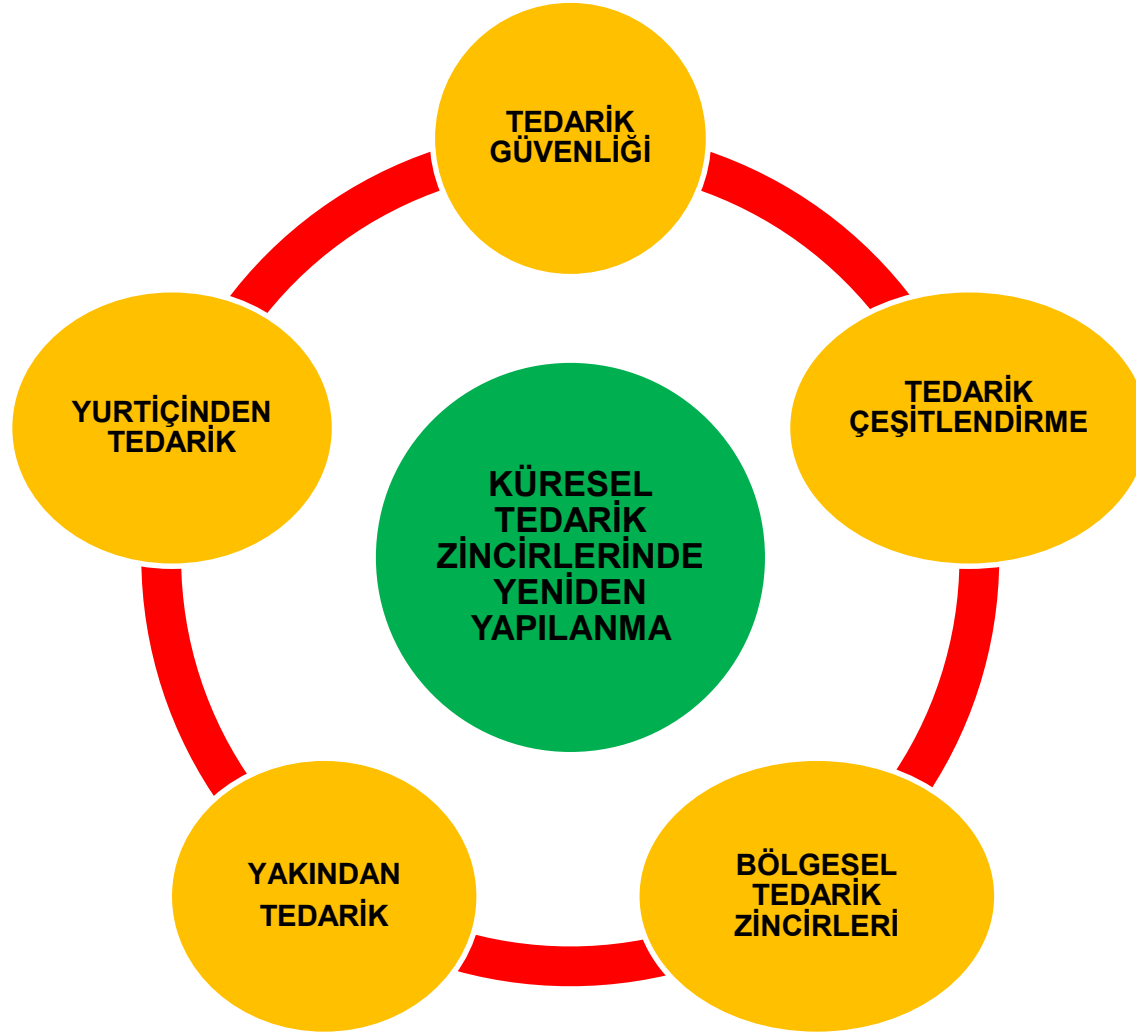 TEDARİK
GÜVENLİĞİ
TEDARİK
ÇEŞİTLENDİRME
BÖLGESEL
TEDARİK
ZİNCİRLERİ
YAKINDAN
TEDARİK
YURTİÇİNDEN
TEDARİK
KÜRESEL
TEDARİK
ZİNCİRLERİNDE
YENİDEN
YAPILANMA